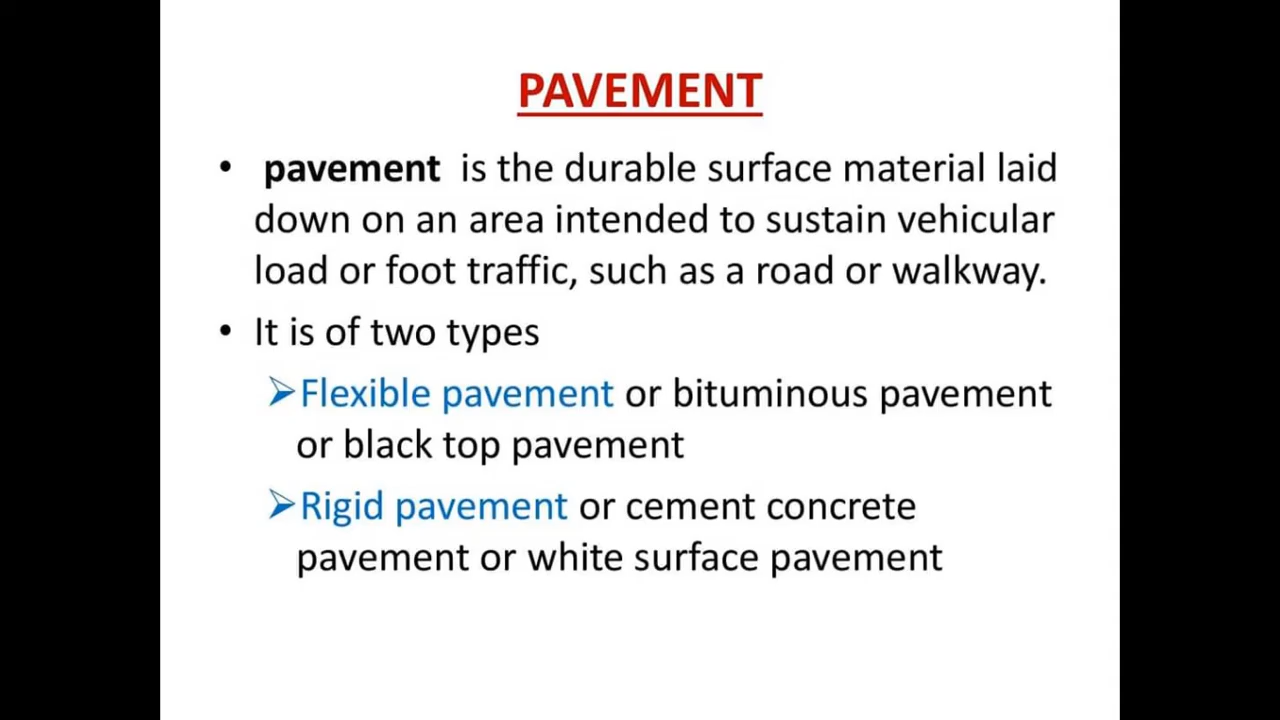 PAVEMENT
• pavement is the durable surface material laid
down on an area intended to sustain vehicular
load or foot traffic, such as a road or walkway.
• It is of two types
➢Flexible pavement or bituminous pavement
or black top pavement
➢Rigid pavement or cement concrete
pavement or white surface pavement